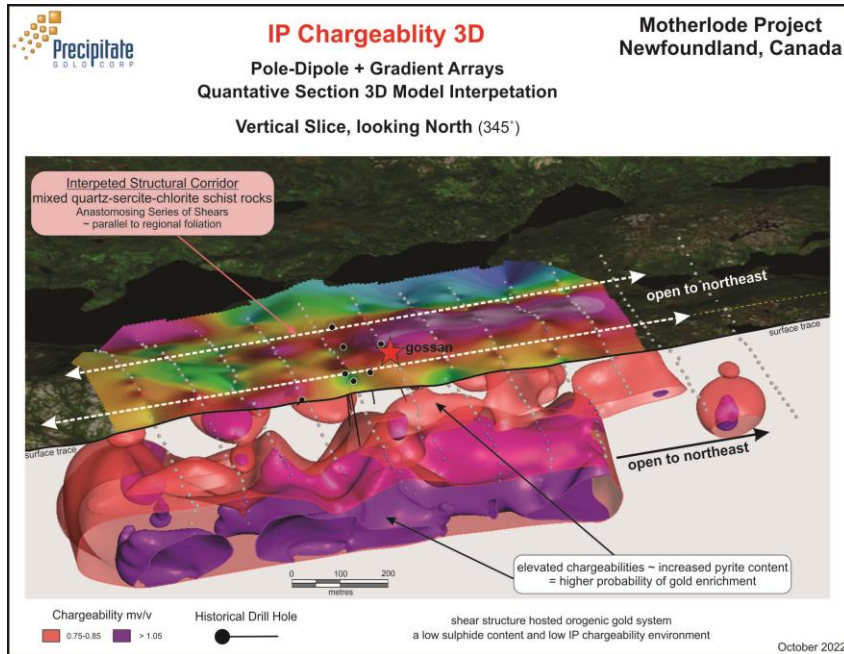 Precipitate
GOLD CORP
IP Chargeablity 3D
Pole-Dipole + Gradient Arrays
Quantative Section 3D Model Interpetation
Vertical Slice, looking North (345°)
Motherlode Project
Newfoundland, Canada
Interpeted Structural Corridor
mixed quartz-sercite-chlorite schist rocks
Anastomosing Series of Shears
~ parallel to regional foliation
open to northeast
surface trace
gossan
surface trace
open to northeast
elevated chargeabilities ~ increased pyrite content
= higher probability of gold enrichment
0 100 200
metres
Chargeability mv/v
0.75-0.85 > 1.05
Historical Drill Hole
shear structure hosted orogenic gold system
a low sulphide content and low IP chargeability environment
October 2022